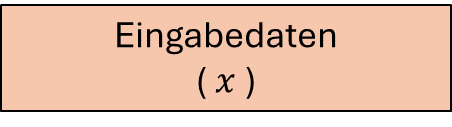 Eingabedaten
( x )